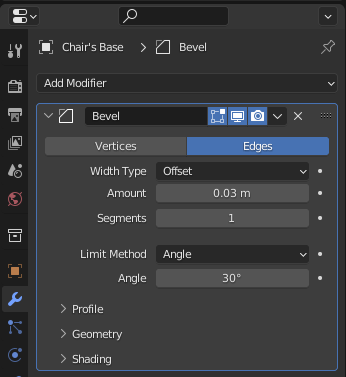 Chair's Base > Bevel
Add Modifier
Bevel
Vertices Edges
Width Type Offset
Amount 0.03 m
Segments 1
Limit Method Angle
Angle 30°
Profile
Geometry
Shading